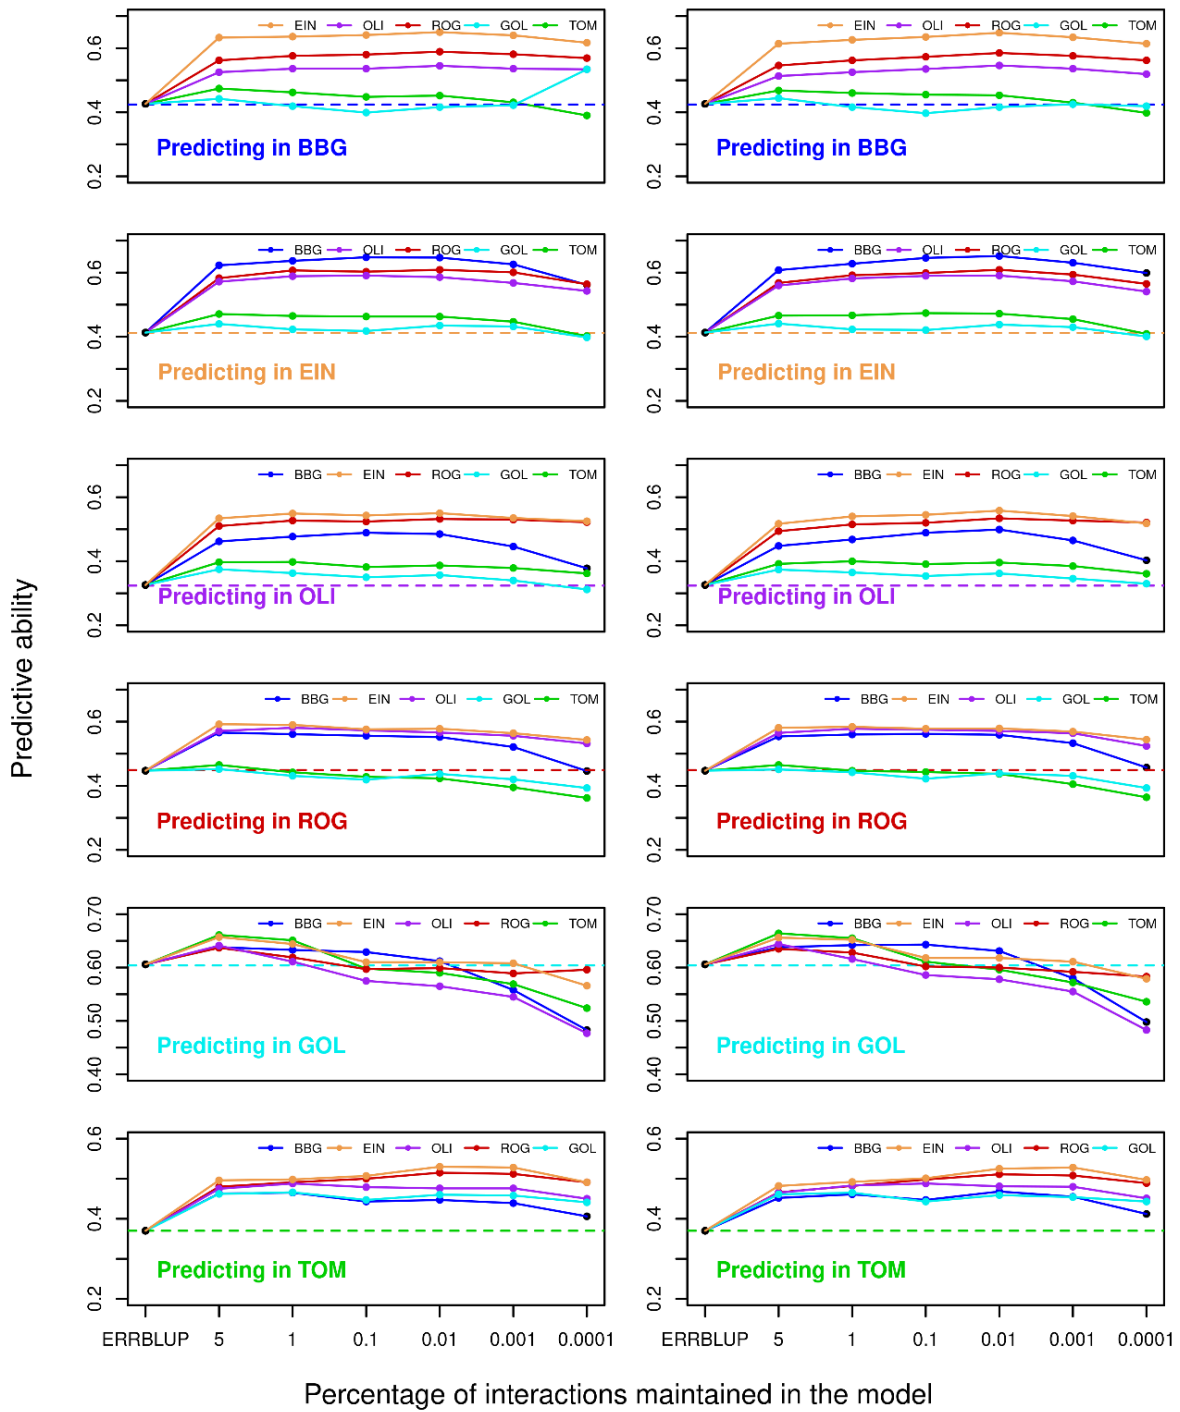 EIN OLI ROG GOL TOM
0.6
0.4
0.2
Predicting in BBG
EIN OLI ROG GOL TOM
0.6
0.4
0.2
Predicting in BBG
BBG OLI ROG GOL TOM
0.6
0.4
0.2
Predicting in EIN
BBG OLI ROG GOL TOM
0.6
0.4
0.2
Predicting in EIN
BBG EIN ROG GOL TOM
0.6
0.4
0.2
Predicting in OLI
BBG EIN ROG GOL TOM
0.6
0.4
0.2
Predicting in OLI
Predictive ability
BBG EIN OLI GOL TOM
0.6
0.4
0.2
Predicting in ROG
BBG EIN OLI GOL TOM
0.6
0.4
0.2
Predicting in ROG
BBG EIN OLI ROG TOM
0.70
0.60
0.50
0.40
Predicting in GOL
BBG EIN OLI ROG TOM
0.70
0.60
0.50
0.40
Predicting in GOL
BBG EIN OLI ROG GOL
0.6
0.4
0.2
Predicting in TOM
BBG EIN OLI ROG GOL
0.6
0.4
0.2
Predicting in TOM
ERRBLUP 5 1 0.1 0.01 0.001 0.0001
ERRBLUP 5 1 0.1 0.01 0.001 0.0001
Percentage of interactions maintained in the model